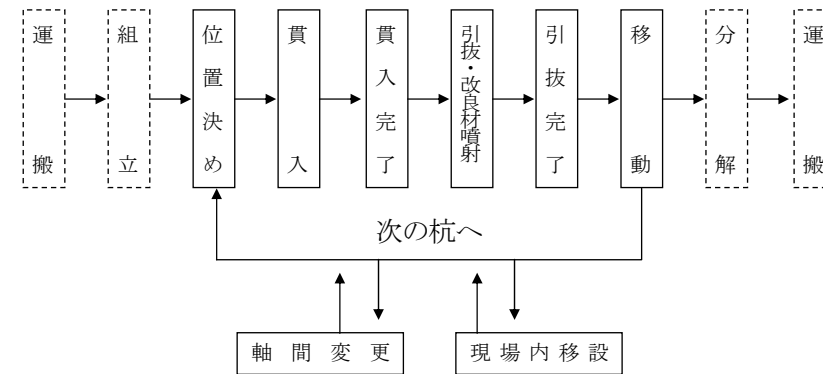 運搬
組立
位置決め
貫入
貫入完了
引抜・改良材噴射
引抜完了
移動
分解
運搬
次の杭へ
軸間変更
現場内移設